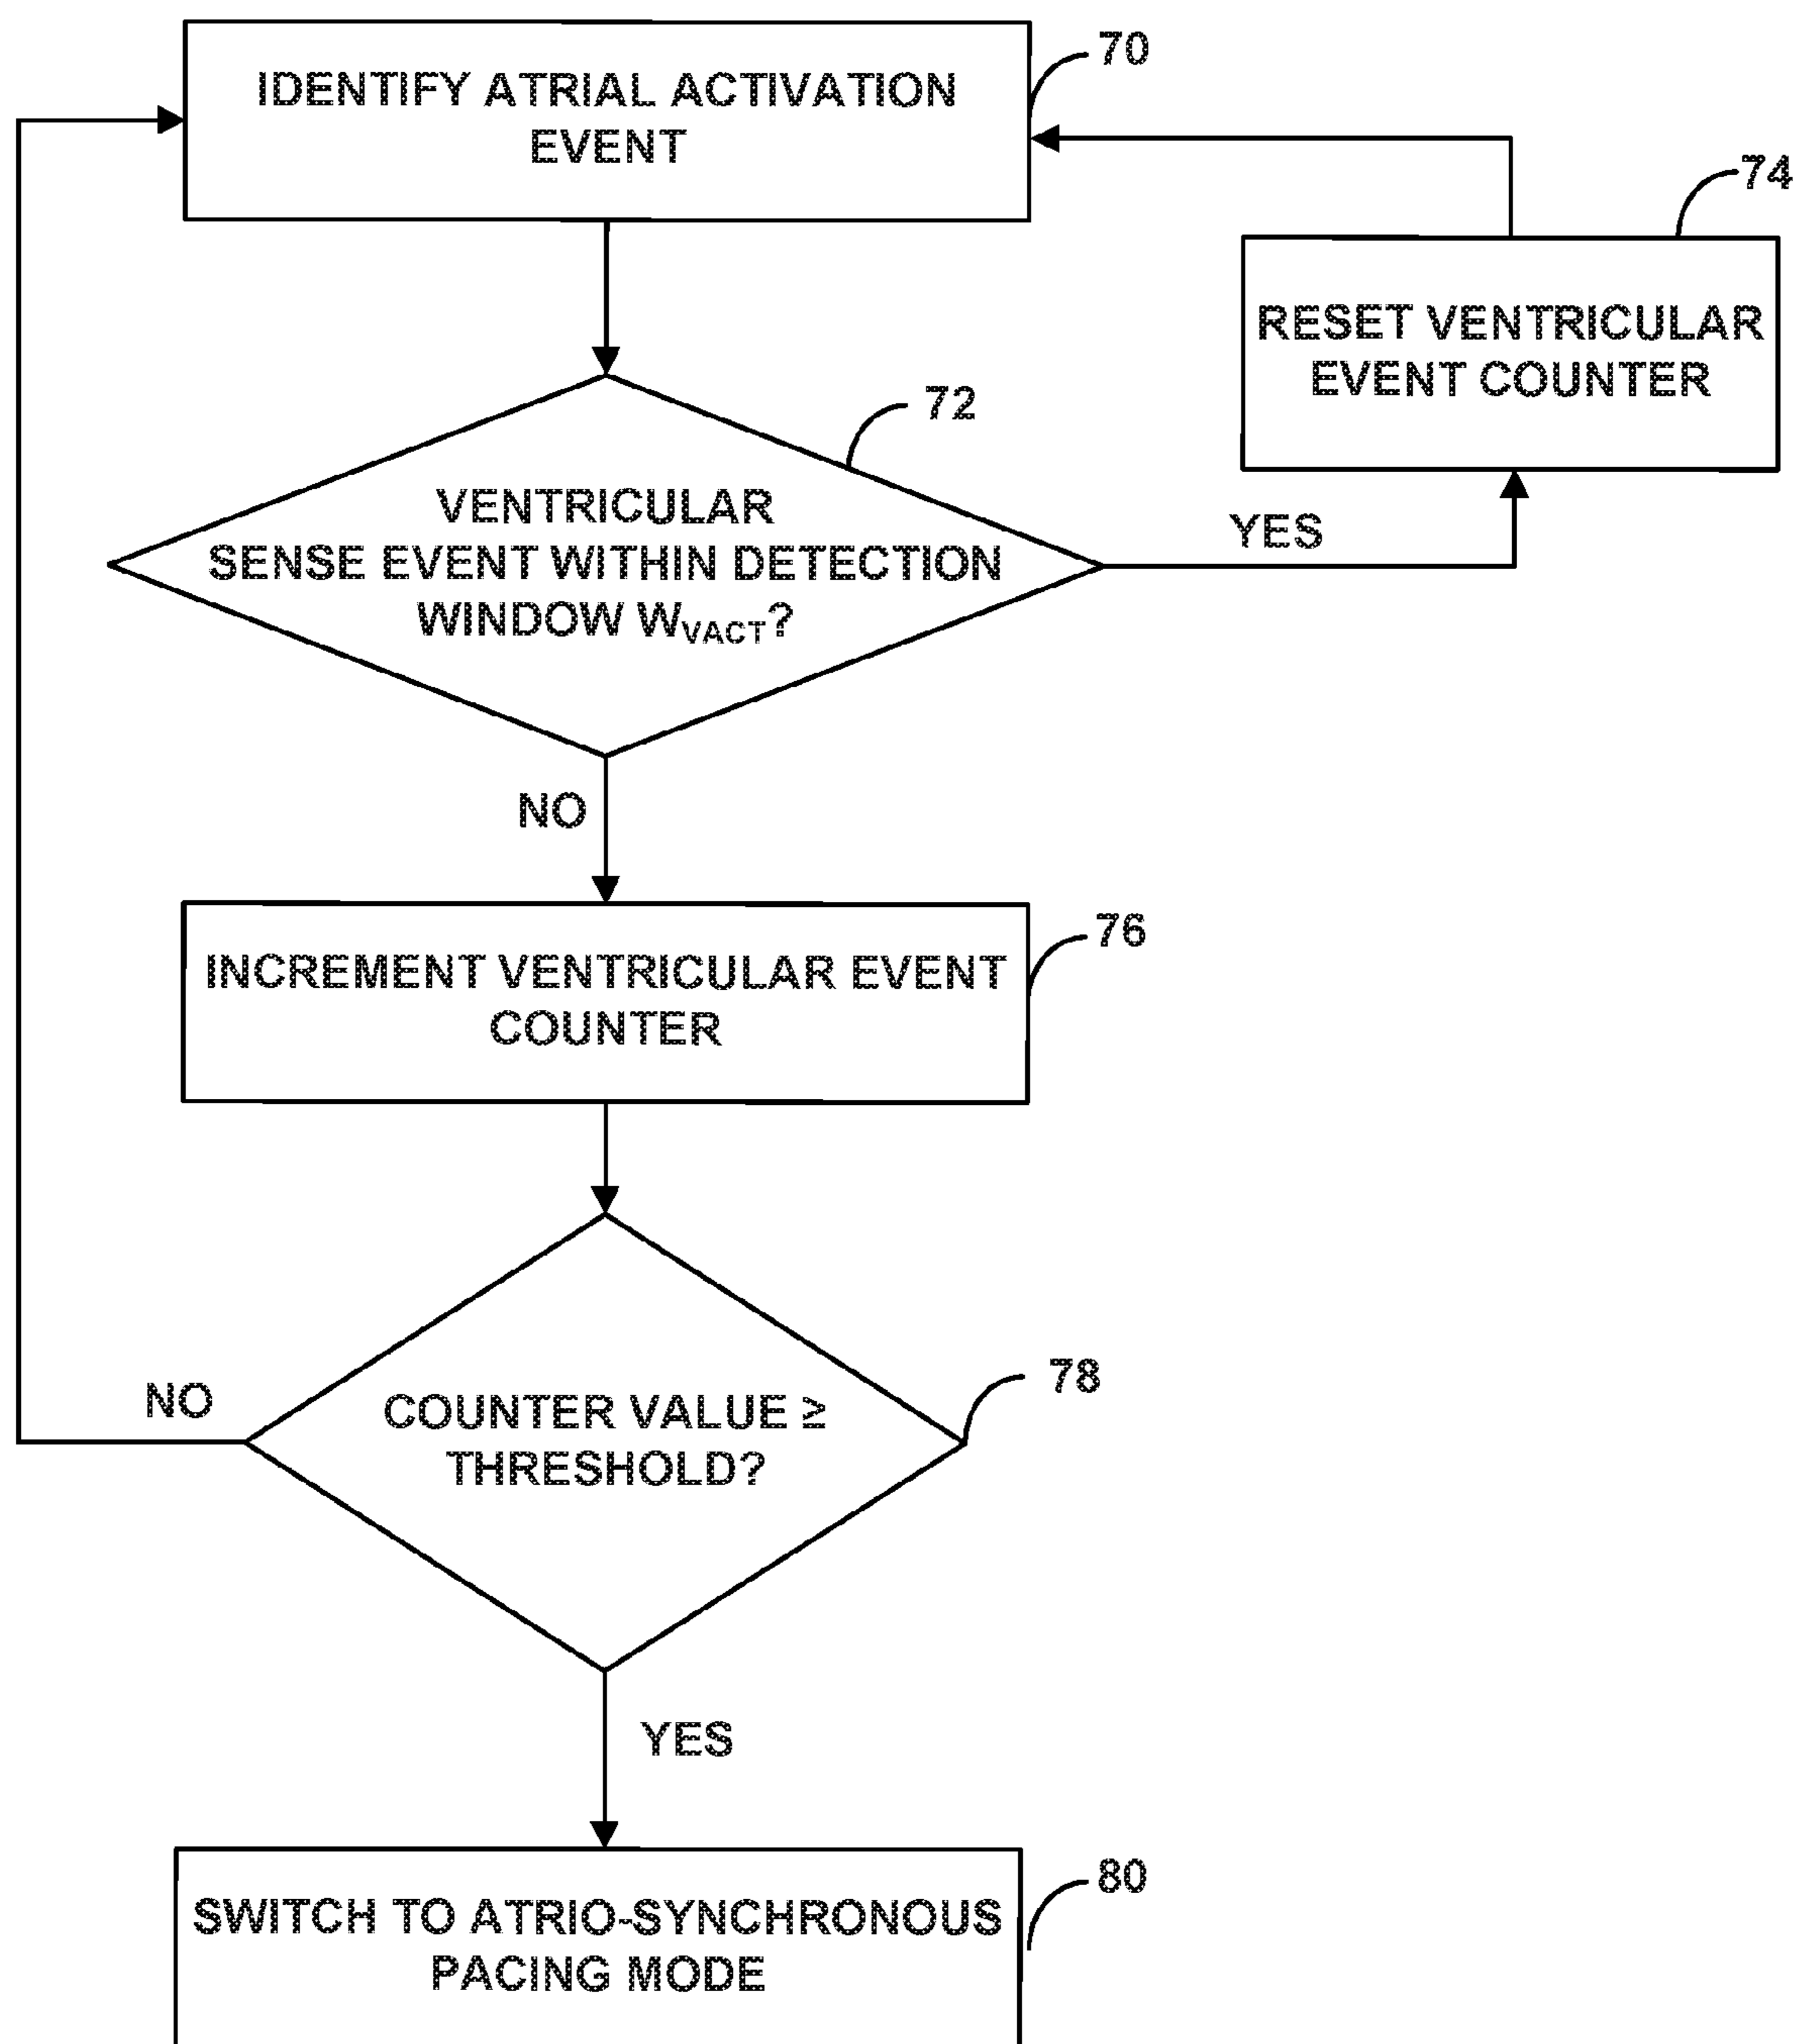 IDENTIFY ATRIAL ACTIVATION
EVENT
70
74
RESET VENTRICULAR
EVENT COUNTER
72
VENTRICULAR
SENSE EVENT WITHIN DETECTION
WINDOW WVACT?
YES
NO
76
INCREMENT VENTRICULAR EVENT
COUNTER
78
NO
COUNTER VALUE ≥
THRESHOLD?
YES
80
SWITCH TO ATRIO-SYNCHRONOUS
PACING MODE